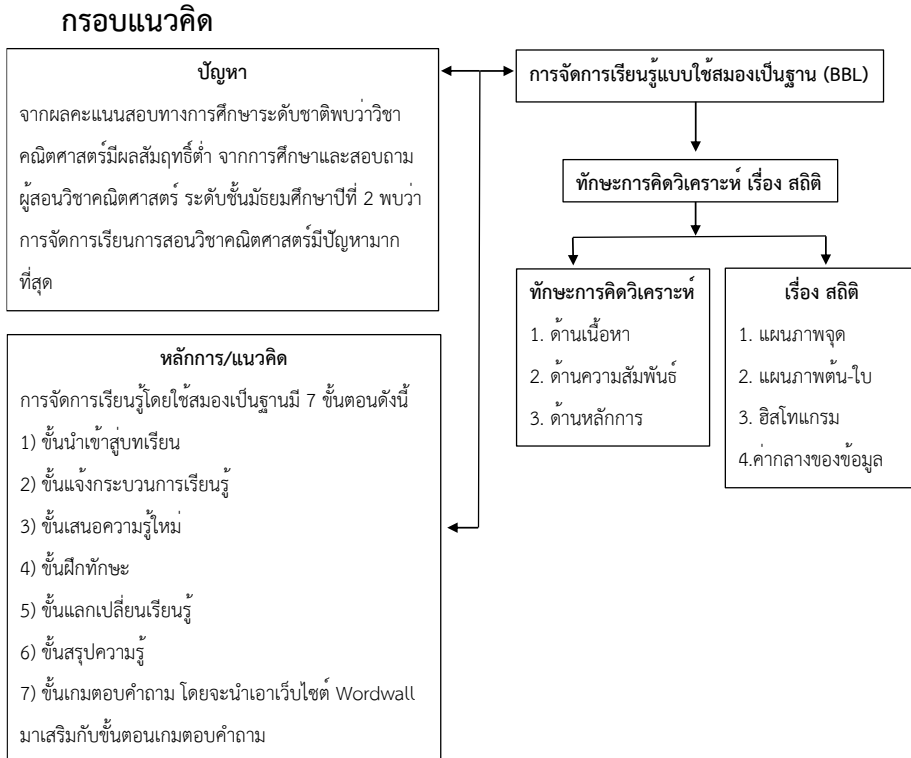 กรอบแนวคิด
ปัญหา
จากผลคะแนนสอบทางการศึกษาระดับชาติพบว่าวิชา
คณิตศาสตร์มีผลสัมฤทธิ์ต่ำ จากการศึกษาและสอบถาม
ผู้สอนวิชาคณิตศาสตร์ ระดับชั้นมัธยมศึกษาปีที่ 2 พบว่า
การจัดการเรียนการสอนวิชาคณิตศาสตร์มีปัญหามาก
ที่สุด
หลักการ/แนวคิด
การจัดการเรียนรู้โดยใช้สมองเป็นฐานมี 7 ขั้นตอนดังนี้
1) ขั้นนำเข้าสู่บทเรียน
2) ขั้นแจ้งกระบวนการเรียนรู้
3) ขั้นเสนอความรู้ใหม่
4) ขั้นฝึกทักษะ
5) ขั้นแลกเปลี่ยนเรียนรู้
6) ขั้นสรุปความรู้
7) ขั้นเกมตอบคำถาม โดยจะนำเอาเว็บไซต์ Wordwall
มาเสริมกับขั้นตอนเกมตอบคำถาม
การจัดการเรียนรู้แบบใช้สมองเป็นฐาน (BBL)
ทักษะการคิดวิเคราะห์ เรื่อง สถิติ
ทักษะการคิดวิเคราะห์
1. ด้านเนื้อหา
2. ด้านความสัมพันธ์
3. ด้านหลักการ
เรื่อง สถิติ
1. แผนภาพจุด
2. แผนภาพต้น-ใบ
3. ฮิสโทแกรม
4.ค่ากลางของข้อมูล